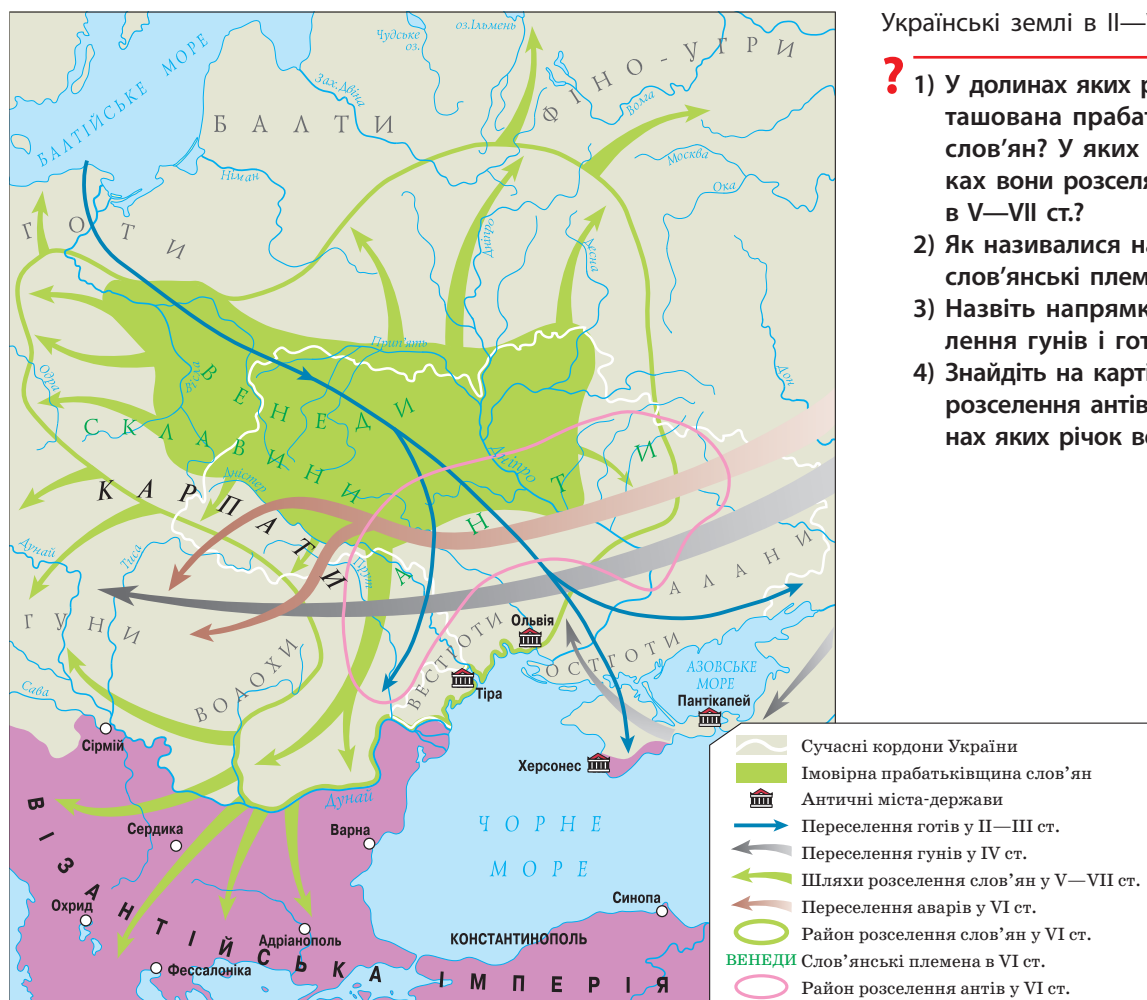 Українські землі в II—
? 1) У долинах яких
ташована
слов'ян? У яких
ках вони
в V—VII ст.?
2) Як називалися
слов'янські
3) Назвіть
лення гунів і
4) Знайдіть на карті
розселення антів
нах яких річок
БАЛТІЙСЬКЕ МОРЕ
Чудське
оз.
оз.Ільмень
ФІНО-УГРИ
Зах.Двіна
Волга
БАЛТИ
Москва
Німан
Ока
ГОТИ
Дніпро
Десна
Прип'ять
Дон
Одра
Вісла
ВЕНЕДИ
СКЛАВИНИ
АНТИ
Дніпро
Дністер
КАРПАТИ
Дунай
Тиса
Прут
АЛАНИ
ГУНИ
ВОЛОХИ
Ольвія
ВЕСТГОТИ
ОСТГОТИ
АЗОВСЬКЕ
МОРЕ
Тіра
Пантікапей
Сава
Сірмій
Херсонес
Дунай
ВІЗАНТІЙСЬКА ІМПЕРІЯ
Сердика
Варна
ЧОРНЕ
МОРЕ
Охрид
Синопа
Адріанополь
КОНСТАНТИНОПОЛЬ
Фессалоніка
Сучасні кордони України
Імовірна прабатьківщина слов'ян
Античні міста-держави
Переселення готів у II—III ст.
Переселення гунів у IV ст.
Шляхи розселення слов'ян у V—VII ст.
Переселення аварів у VI ст.
Район розселення слов'ян у VI ст.
ВЕНЕДИ Слов'янські племена в VI ст.
Район розселення антів у VI ст.